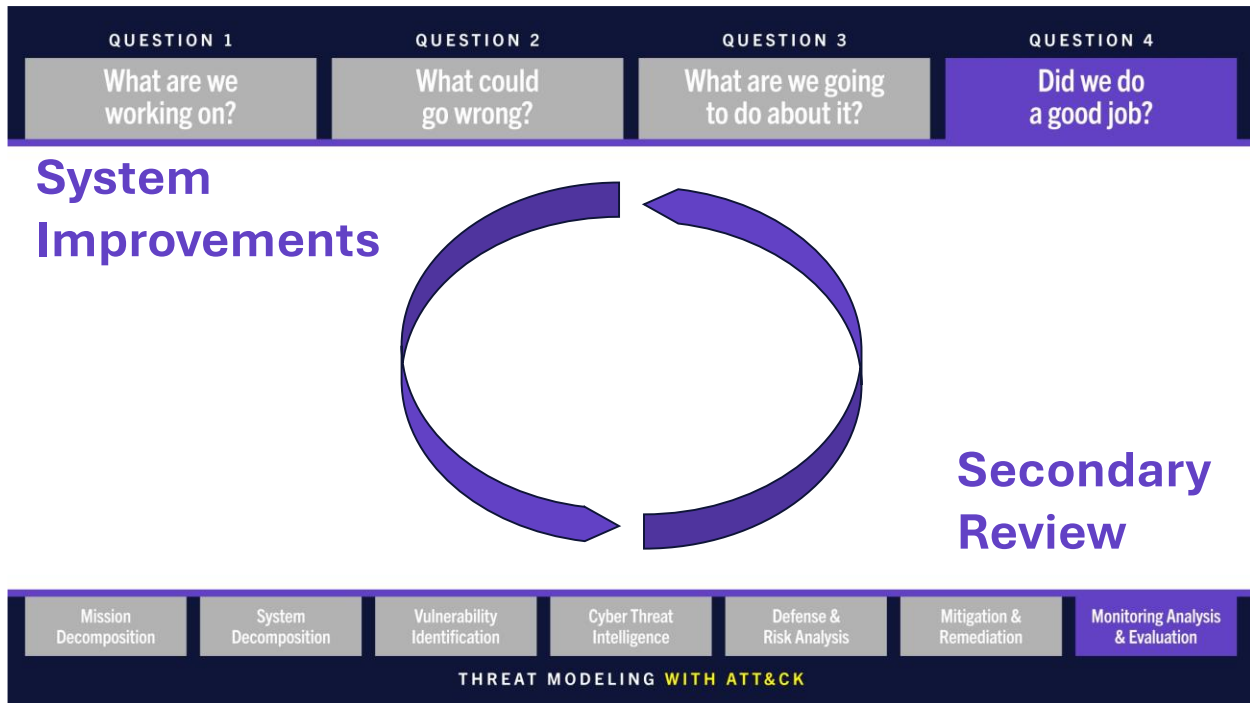 QUESTION 1
What are we
working on?
QUESTION 2
What could
go wrong?
QUESTION 3
What are we going
to do about it?
QUESTION 4
Did we do
a good job?
System
Improvements
Secondary
Review
Mission
Decomposition
System
Decomposition
Vulnerability
Identification
Cyber Threat
Intelligence
Defense &
Risk Analysis
Mitigation &
Remediation
Monitoring Analysis
& Evaluation
THREAT MODELING WITH ATT&CK